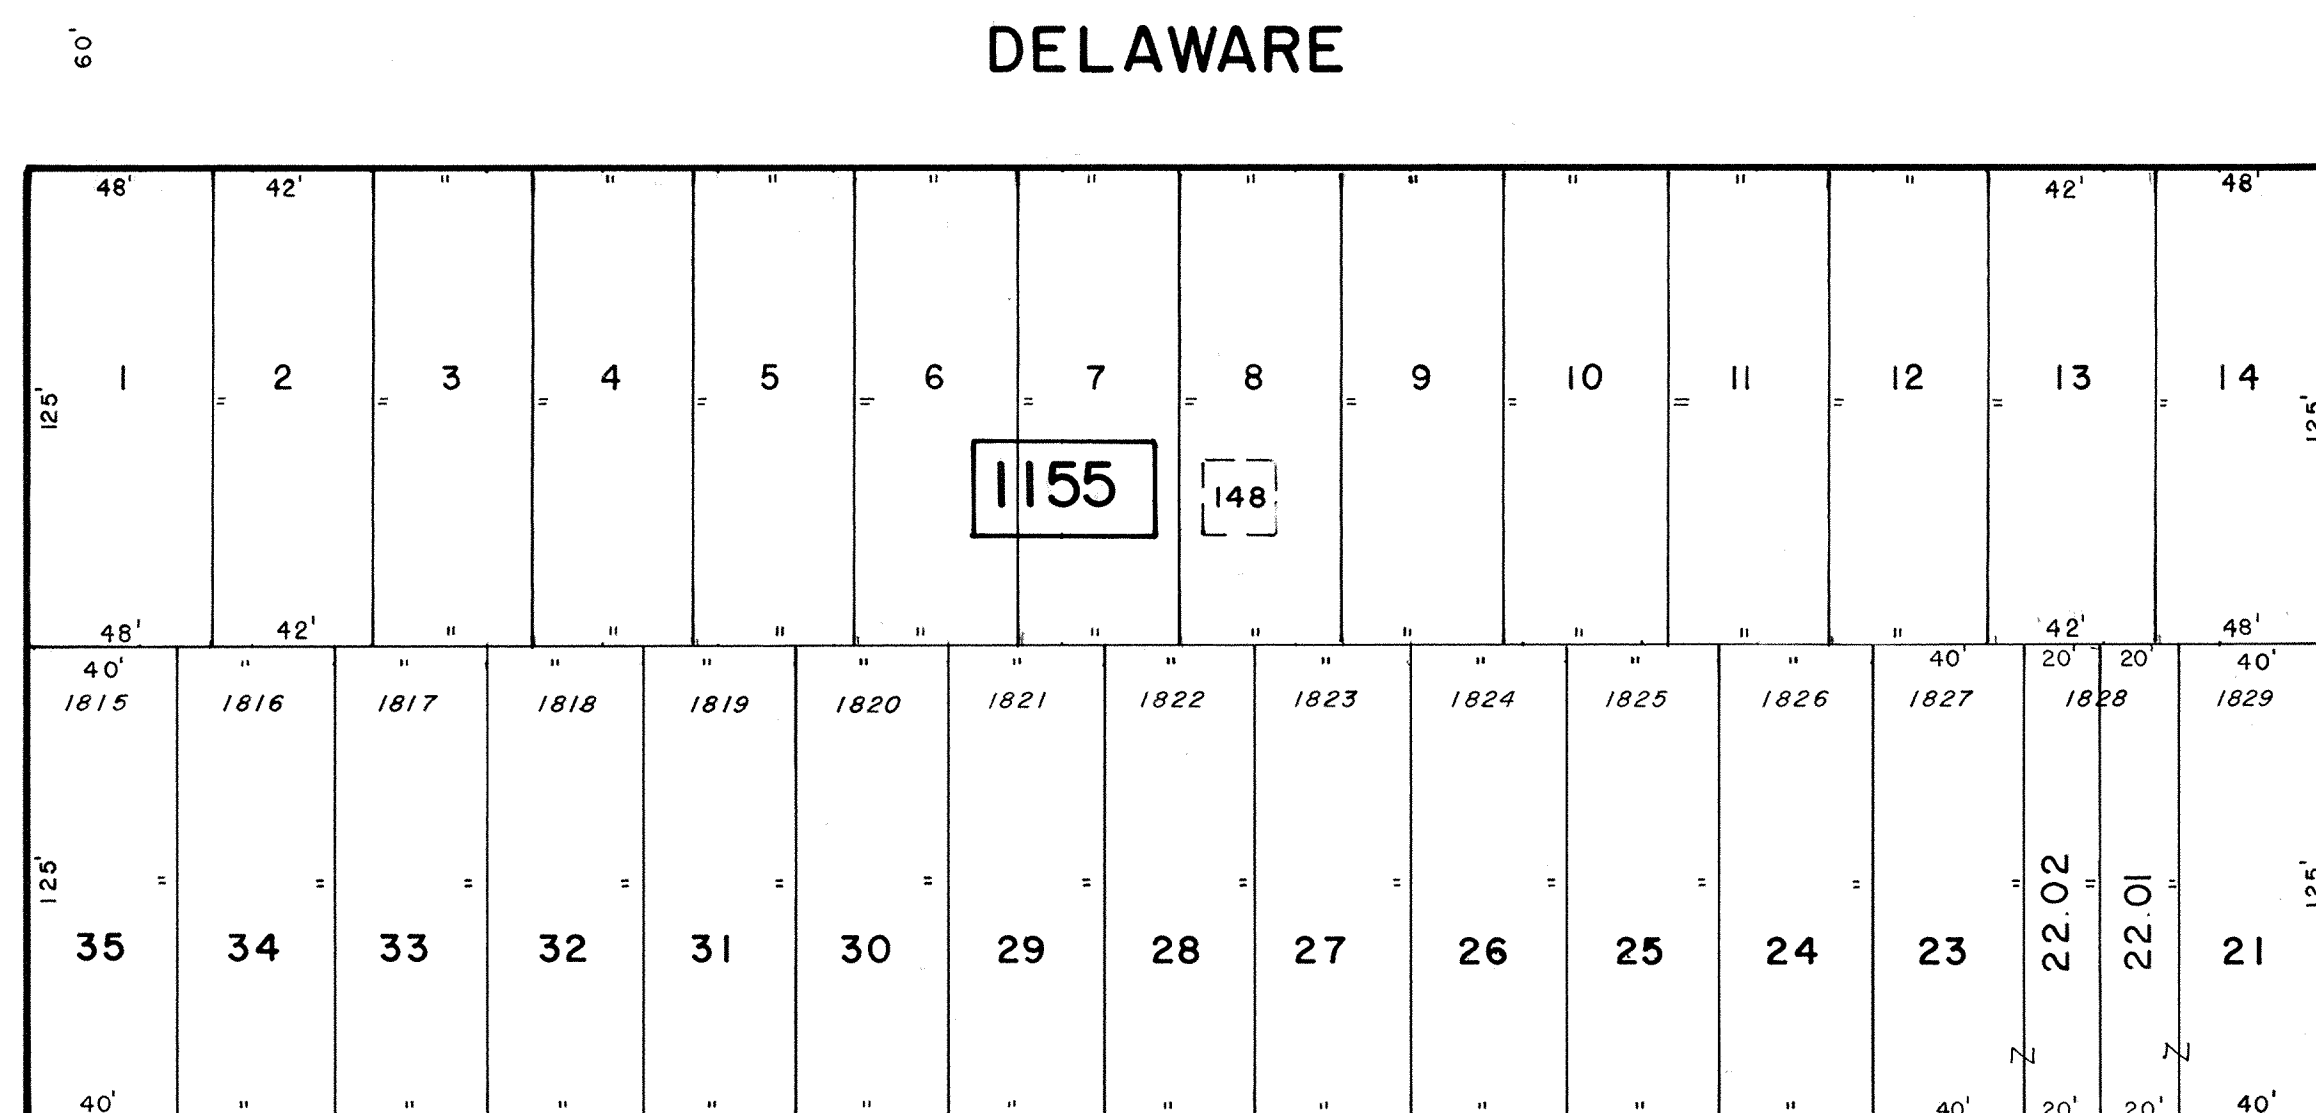 60'
DELAWARE
48' 42' " " " " " " " " " " 42' 48'
1 2 3 4 5 6 7 8 9 10 11 12 13 14
125' = = = = = = = = = = = = = 125'
1155 148
48' 42' " " " " " " " " " " 42' 48'
40' " " " " " " " " " " " 40' 20' 20' 40'
1815 1816 1817 1818 1819 1820 1821 1822 1823 1824 1825 1826 1827 1828 1829
125' = = = = = = = = = = = = = = = 125'
35 34 33 32 31 30 29 28 27 26 25 24 23 22.02 22.01 21
Z Z
40' " " " " " " " " " " " 40' 20' 20' 40'